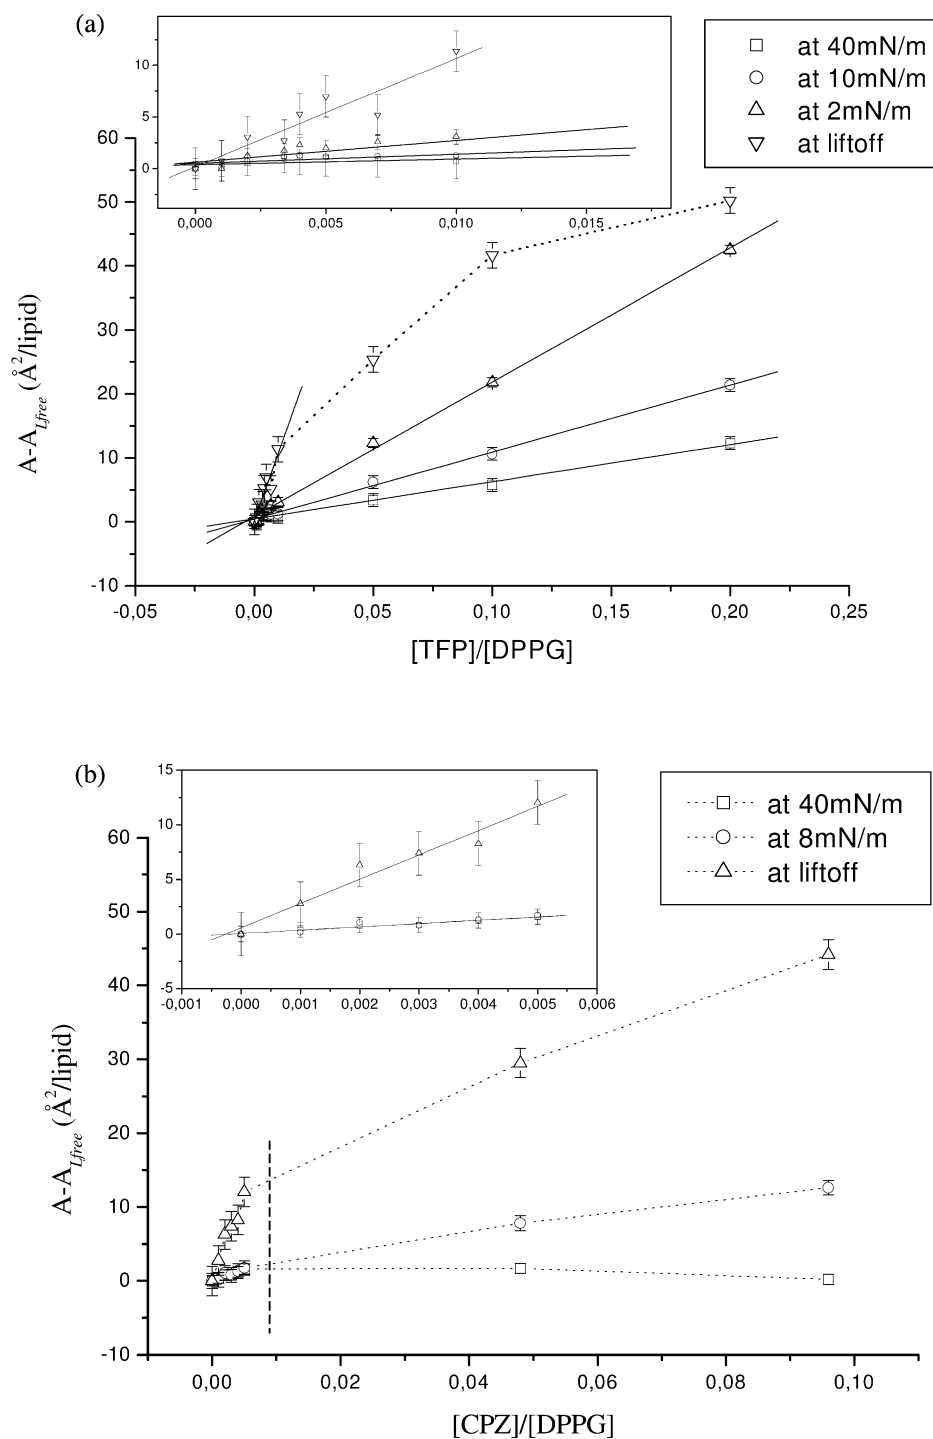 (a)
at 40mN/m
at 10mN/m
at 2mN/m
at liftoff
10
5
0
0,000 0,005 0,010 0,015
60
50
40
30
20
10
0
-10
A-A_Lfree (Å²/lipid)
-0,05 0,00 0,05 0,10 0,15 0,20 0,25
[TFP]/[DPPG]
(b)
at 40mN/m
at 8mN/m
at liftoff
15
10
5
0
-5
-0,001 0,000 0,001 0,002 0,003 0,004 0,005 0,006
60
50
40
30
20
10
0
-10
A-A_Lfree (Å²/lipid)
0,00 0,02 0,04 0,06 0,08 0,10
[CPZ]/[DPPG]